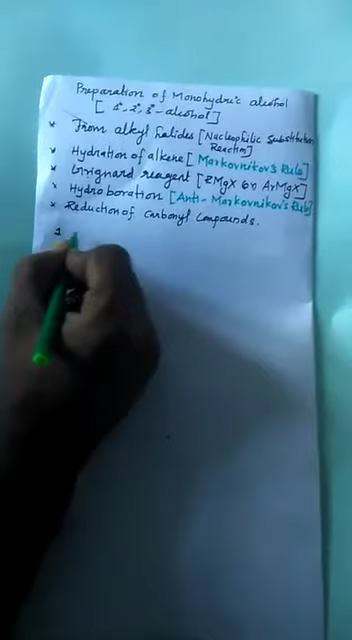 Preparation of Monohydric alcohol
[1°, 2°, 3° - alcohol]
* From alkyl halides [Nucleophilic Substitution
Reaction]
* Hydration of alkene [Markovnikov's Rule]
* Grignard reagent [RMgX or ArMgX]
* Hydroboration [Anti-Markovnikov's Rule]
* Reduction of Carbonyl Compounds.
1